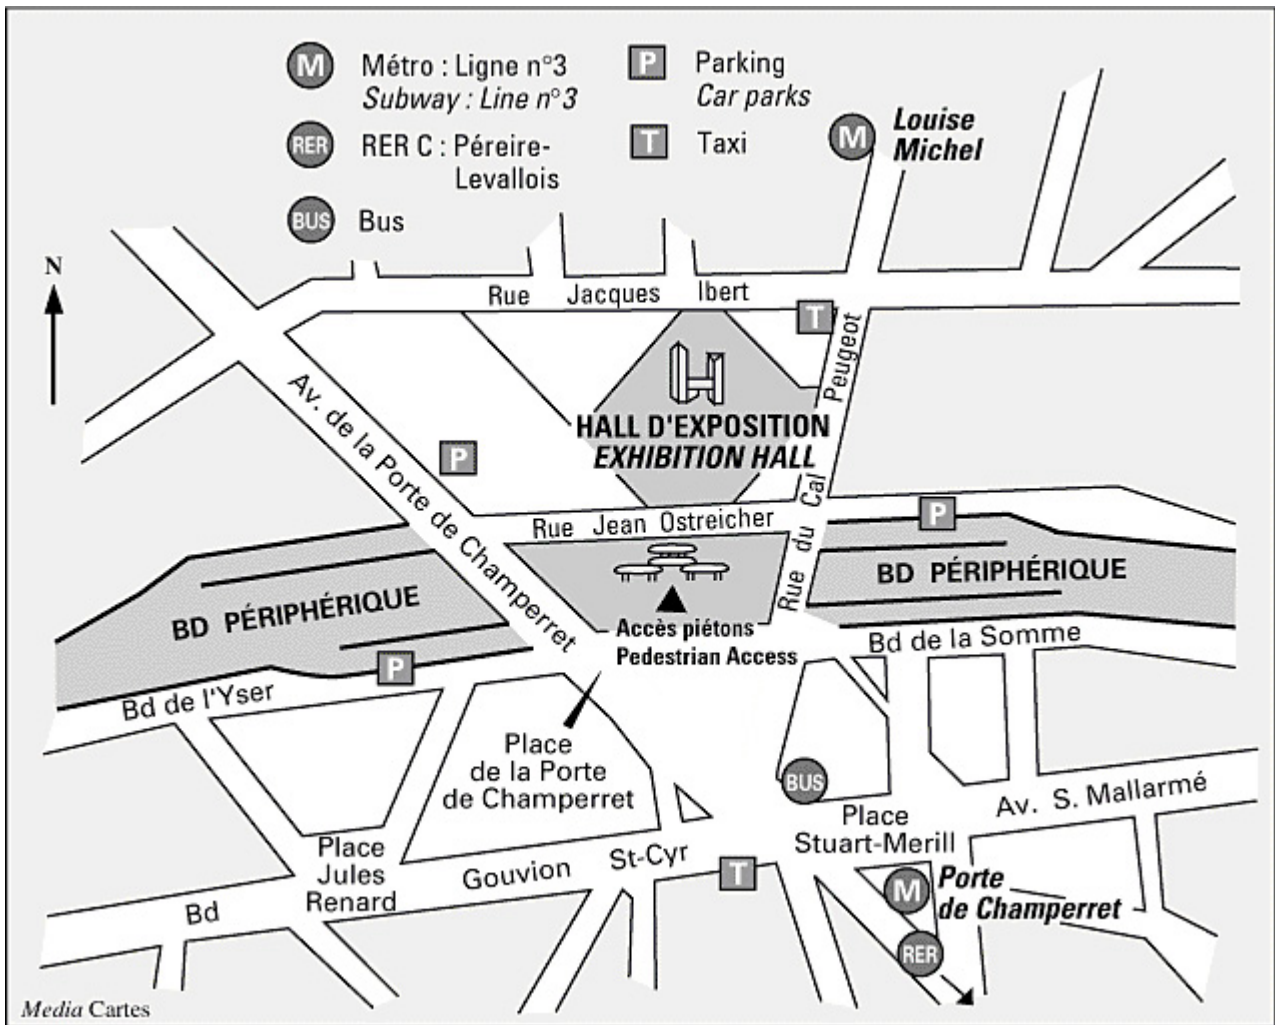 M Métro : Ligne n°3
Subway : Line n°3
RER RER C : Péreire-
Levallois
BUS Bus
P Parking
Car parks
T Taxi
M Louise
Michel
N
Rue Jacques Ibert
T
Rue du Cal Peugeot
Av. de la Porte de Champerret
P
HALL D'EXPOSITION
EXHIBITION HALL
Rue Jean Ostreicher
P
BD PÉRIPHÉRIQUE
BD PÉRIPHÉRIQUE
Accès piétons
Pedestrian Access
Bd de la Somme
P
Bd de l'Yser
Place
de la Porte
de Champerret
BUS
Place
Stuart-Merill
Av. S. Mallarmé
Place
Jules
Renard
Bd Gouvion St-Cyr
T
M Porte
de Champerret
RER
Media Cartes